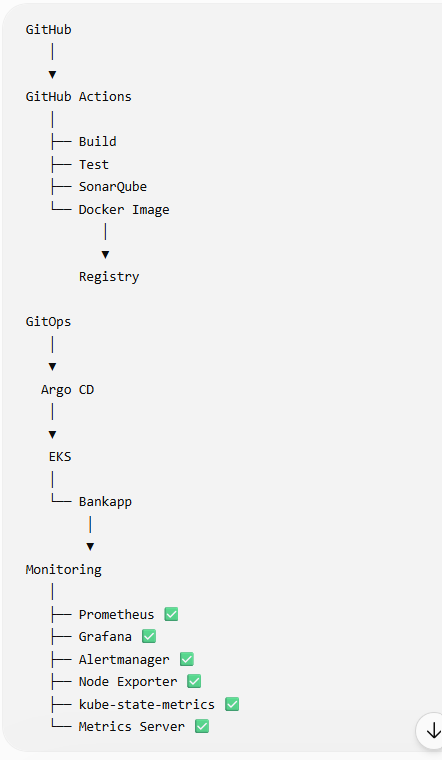 GitHub
│
▼
GitHub Actions
│
├── Build
├── Test
├── SonarQube
└── Docker Image
│
▼
Registry
GitOps
│
▼
Argo CD
│
▼
EKS
│
└── Bankapp
│
▼
Monitoring
│
├── Prometheus ✅
├── Grafana ✅
├── Alertmanager ✅
├── Node Exporter ✅
├── kube-state-metrics ✅
└── Metrics Server ✅